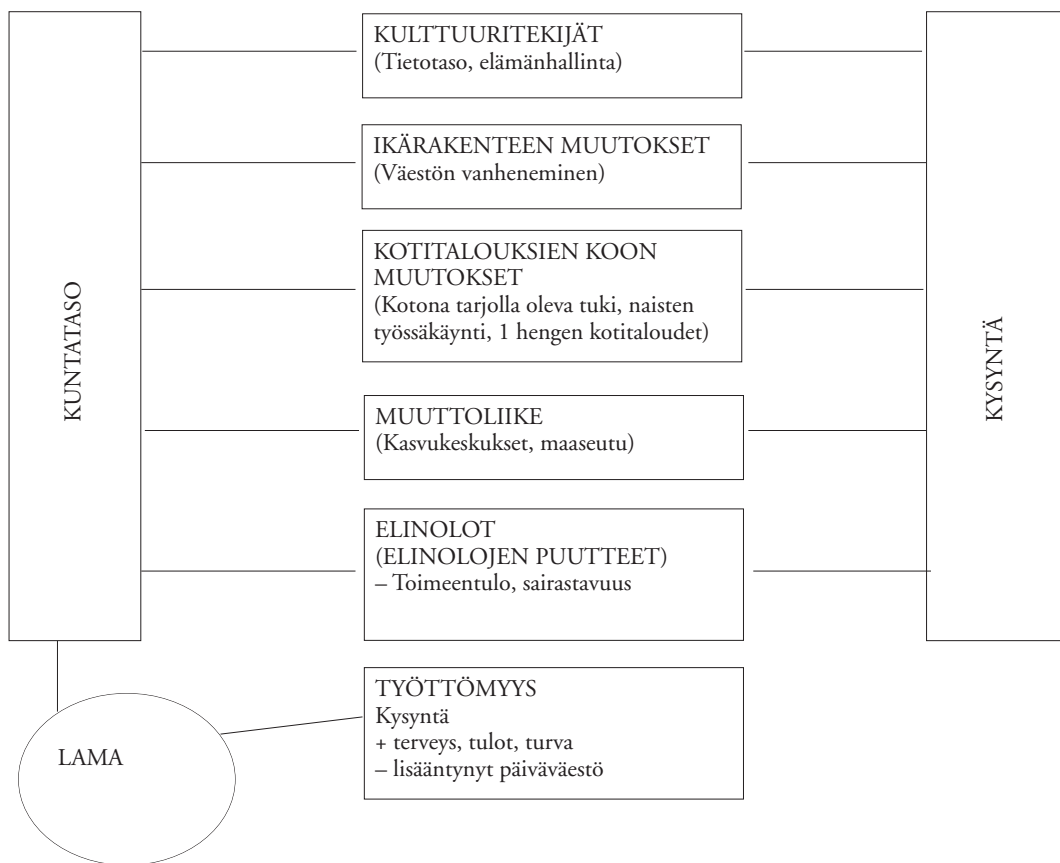 KUNTATASO
KULTTUURITEKIJÄT
(Tietotaso, elämänhallinta)
IKÄRAKENTEEN MUUTOKSET
(Väestön vanheneminen)
KOTITALOUKSIEN KOON
MUUTOKSET
(Kotona tarjolla oleva tuki, naisten
työssäkäynti, 1 hengen kotitaloudet)
MUUTTOLIIKE
(Kasvukeskukset, maaseutu)
ELINOLOT
(ELINOLOJEN PUUTTEET)
– Toimeentulo, sairastavuus
KYSYNTÄ
LAMA
TYÖTTÖMYYS
Kysyntä
+ terveys, tulot, turva
– lisääntynyt päiväväestö